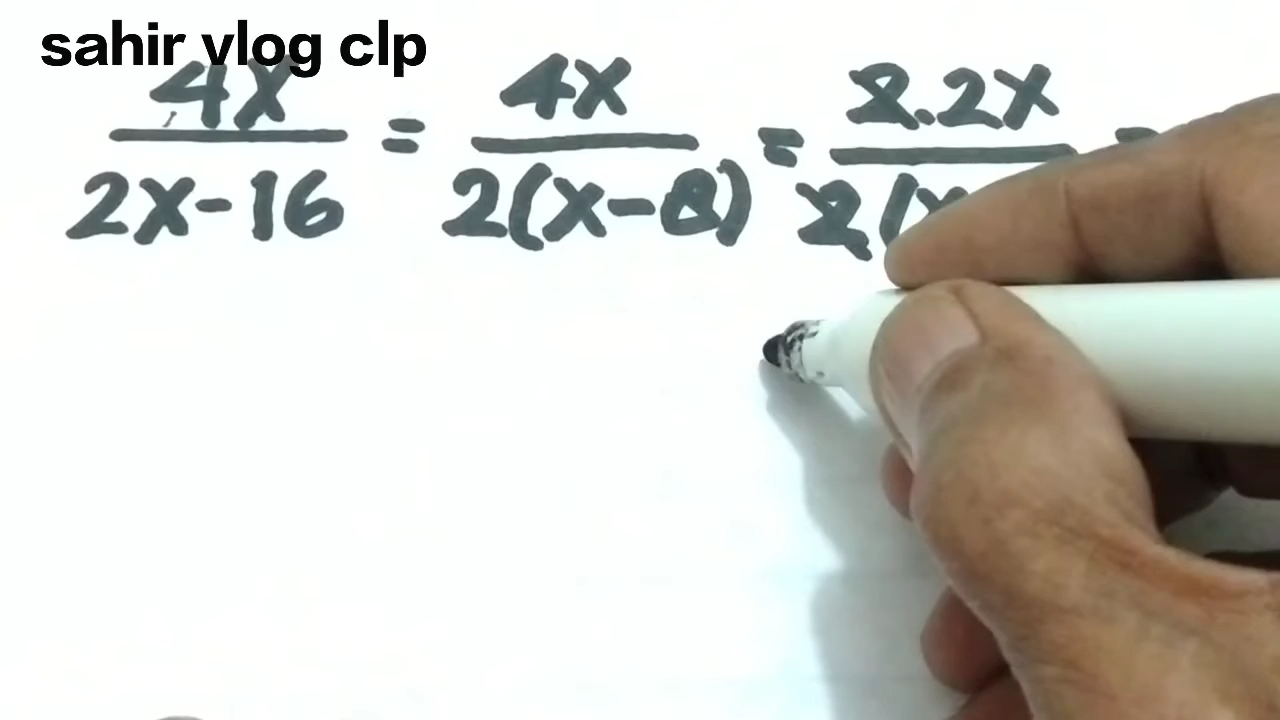 sahir vlog clp
4x = 4x = 2.2x =
2x-16 2(x-8) 2(x